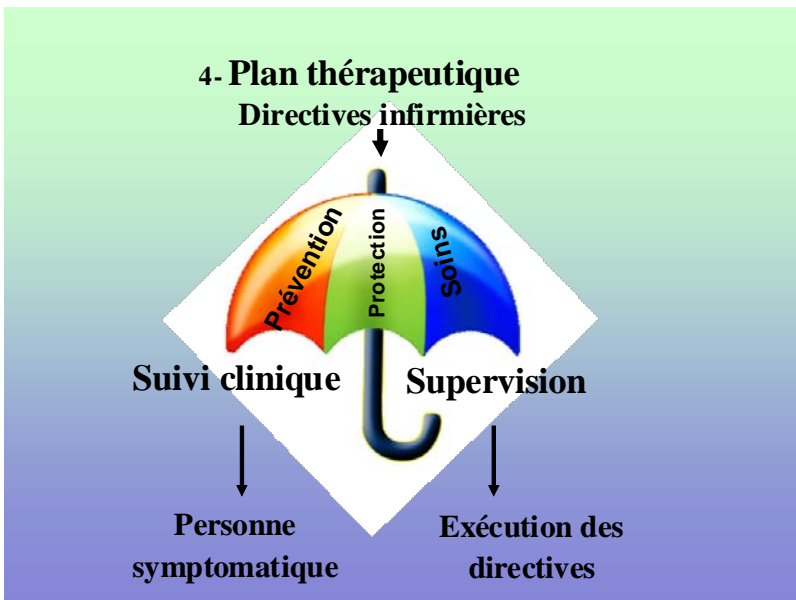 4- Plan thérapeutique
Directives infirmières
Prévention
Protection
Soins
Suivi clinique
Supervision
Personne
symptomatique
Exécution des
directives